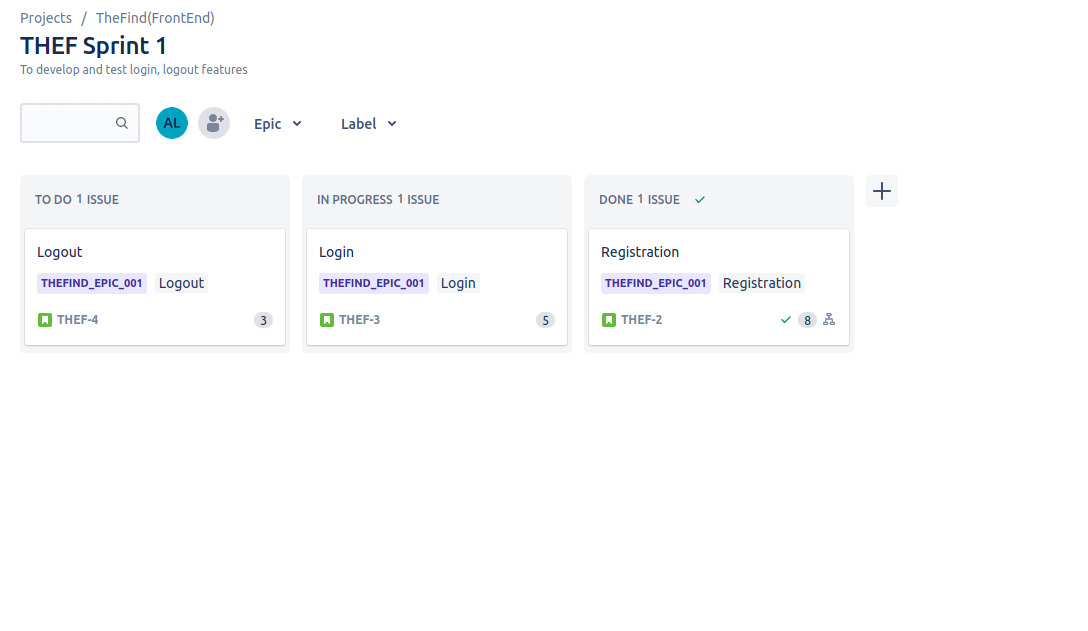 Projects / TheFind(FrontEnd)
THEF Sprint 1
To develop and test login, logout features
AL Epic Label
TO DO 1 ISSUE
Logout
THEFIND_EPIC_001 Logout
THEF-4 3
IN PROGRESS 1 ISSUE
Login
THEFIND_EPIC_001 Login
THEF-3 5
DONE 1 ISSUE
Registration
THEFIND_EPIC_001 Registration
THEF-2 8